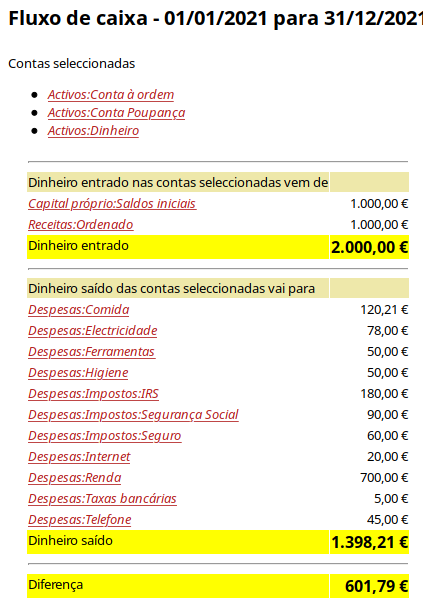 Fluxo de caixa - 01/01/2021 para 31/12/2021
Contas seleccionadas
Activos:Conta à ordem
Activos:Conta Poupança
Activos:Dinheiro
Dinheiro entrado nas contas seleccionadas vem de
Capital próprio:Saldos iniciais 1.000,00 €
Receitas:Ordenado 1.000,00 €
Dinheiro entrado 2.000,00 €
Dinheiro saído das contas seleccionadas vai para
Despesas:Comida 120,21 €
Despesas:Electricidade 78,00 €
Despesas:Ferramentas 50,00 €
Despesas:Higiene 50,00 €
Despesas:Impostos:IRS 180,00 €
Despesas:Impostos:Segurança Social 90,00 €
Despesas:Impostos:Seguro 60,00 €
Despesas:Internet 20,00 €
Despesas:Renda 700,00 €
Despesas:Taxas bancárias 5,00 €
Despesas:Telefone 45,00 €
Dinheiro saído 1.398,21 €
Diferença 601,79 €